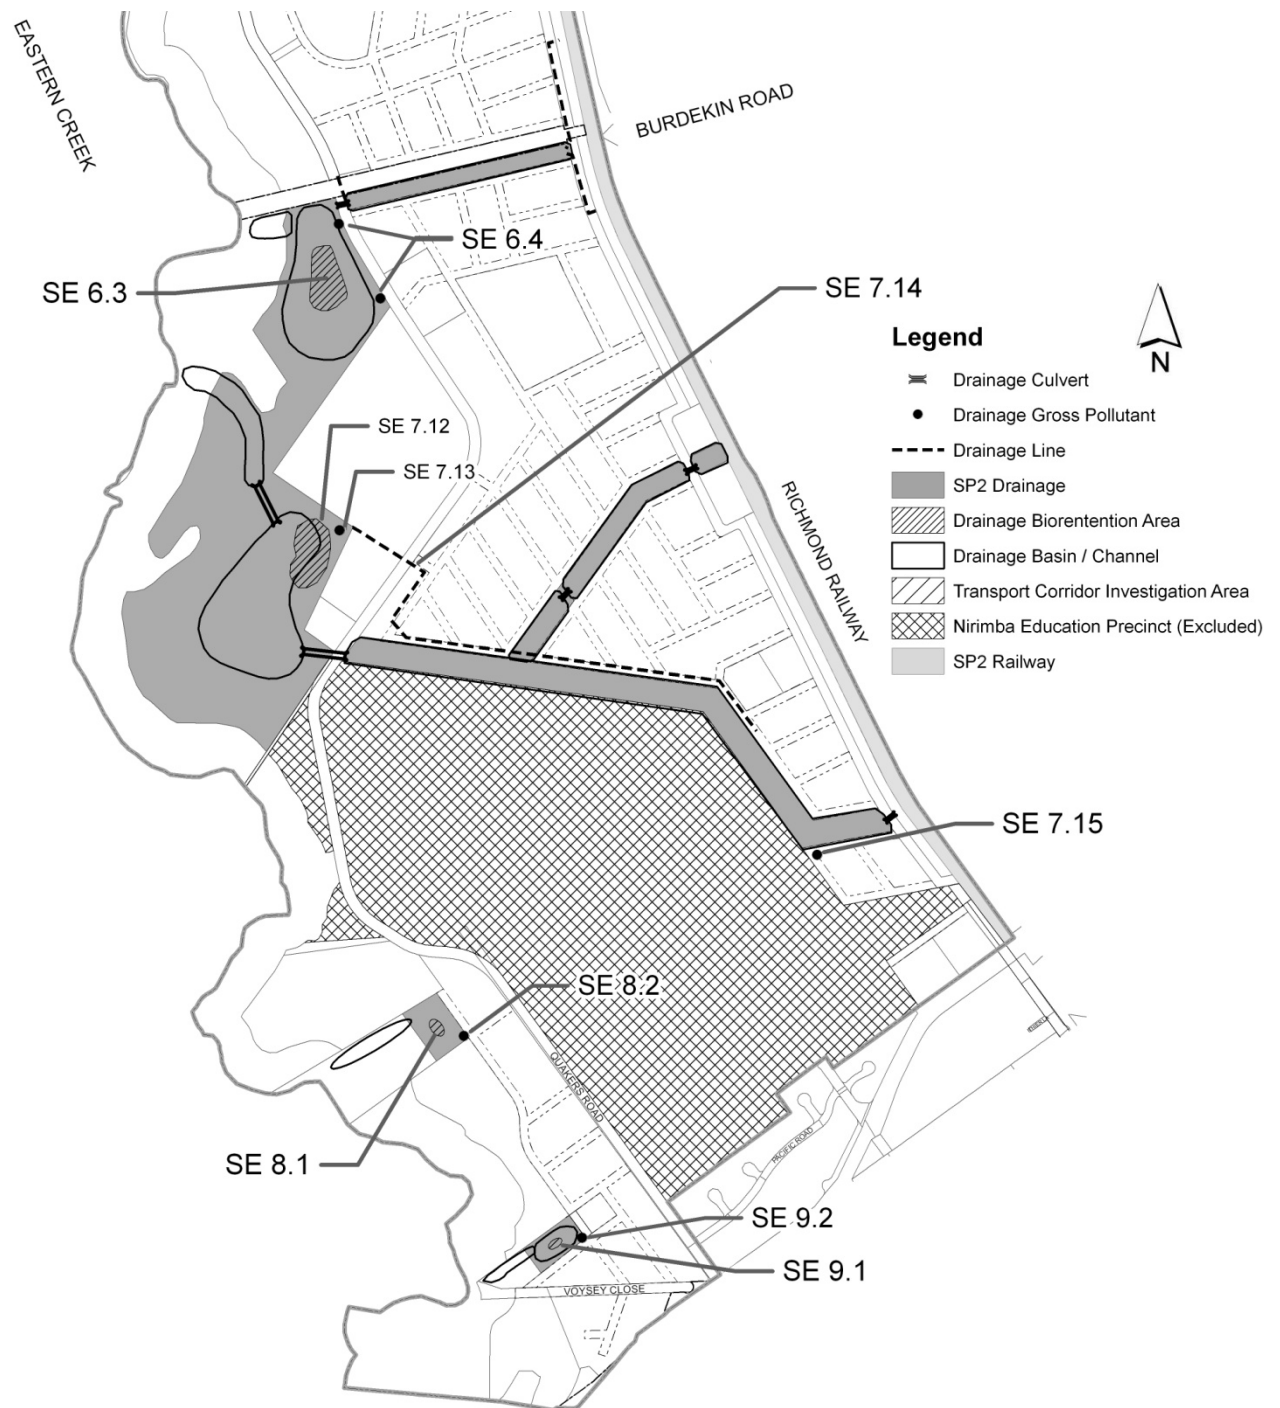 EASTERN CREEK
BURDEKIN ROAD
SE 6.4
SE 6.3
SE 7.14
Legend
N
Drainage Culvert
Drainage Gross Pollutant
Drainage Line
SP2 Drainage
Drainage Biorentention Area
Drainage Basin / Channel
Transport Corridor Investigation Area
Nirimba Education Precinct (Excluded)
SP2 Railway
SE 7.12
SE 7.13
RICHMOND RAILWAY
SE 7.15
SE 8.2
QUAKERS ROAD
PACIFIC ROAD
SE 8.1
SE 9.2
SE 9.1
VOYSEY CLOSE